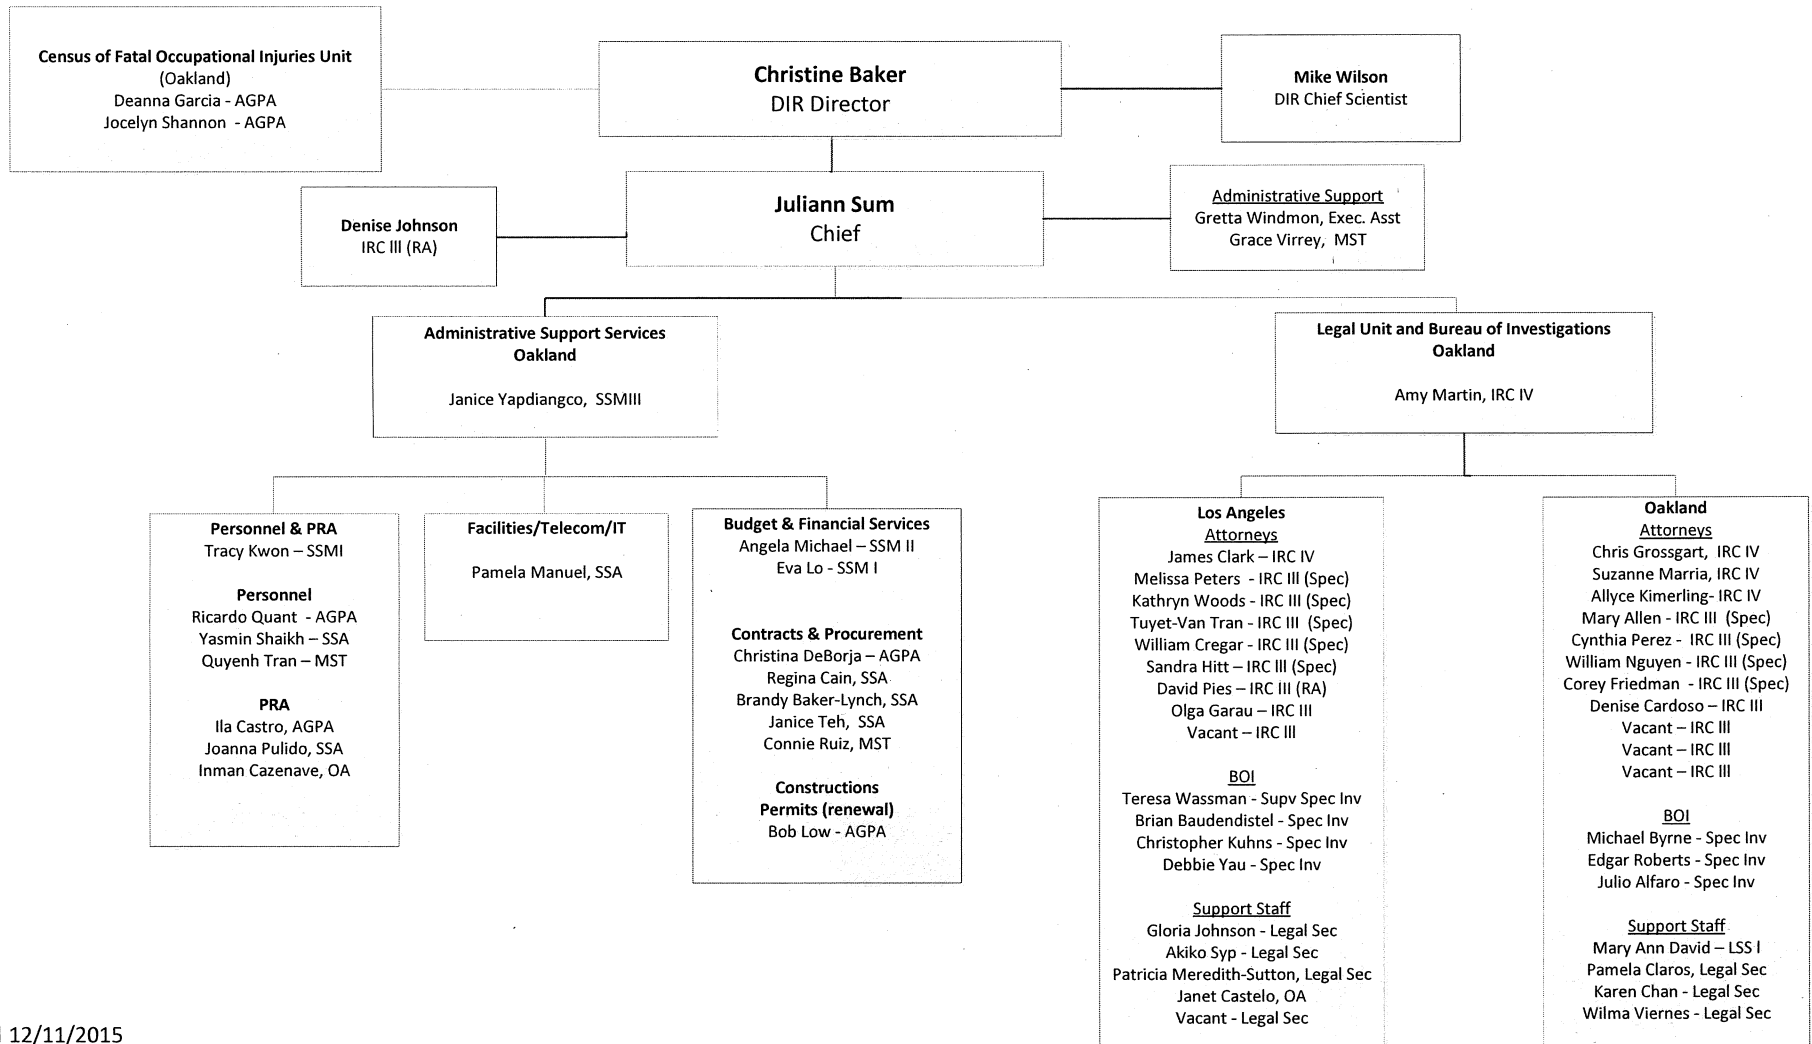 Census of Fatal Occupational Injuries Unit
(Oakland)
Deanna Garcia - AGPA
Jocelyn Shannon - AGPA
Christine Baker
DIR Director
Mike Wilson
DIR Chief Scientist
Denise Johnson
IRC lll (RA)
Juliann Sum
Chief
Administrative Support
Gretta Windmon, Exec. Asst
Grace Virrey, MST
Administrative Support Services
Oakland
Janice Yapdiangco, SSMIII
Legal Unit and Bureau of Investigations
Oakland
Amy Martin, IRC IV
Personnel & PRA
Tracy Kwon – SSMI
Personnel
Ricardo Quant - AGPA
Yasmin Shaikh – SSA
Quyenh Tran – MST
PRA
Ila Castro, AGPA
Joanna Pulido, SSA
Inman Cazenave, OA
Facilities/Telecom/IT
Pamela Manuel, SSA
Budget & Financial Services
Angela Michael – SSM II
Eva Lo - SSM I
Contracts & Procurement
Christina DeBorja – AGPA
Regina Cain, SSA
Brandy Baker-Lynch, SSA
Janice Teh, SSA
Connie Ruiz, MST
Constructions
Permits (renewal)
Bob Low - AGPA
Los Angeles
Attorneys
James Clark – IRC IV
Melissa Peters - IRC III (Spec)
Kathryn Woods - IRC III (Spec)
Tuyet-Van Tran - IRC III (Spec)
William Cregar - IRC III (Spec)
Sandra Hitt – IRC III (Spec)
David Pies – IRC III (RA)
Olga Garau – IRC III
Vacant – IRC III
BOI
Teresa Wassman - Supv Spec Inv
Brian Baudendistel - Spec Inv
Christopher Kuhns - Spec Inv
Debbie Yau - Spec Inv
Support Staff
Gloria Johnson - Legal Sec
Akiko Syp - Legal Sec
Patricia Meredith-Sutton, Legal Sec
Janet Castelo, OA
Vacant - Legal Sec
Oakland
Attorneys
Chris Grossgart, IRC IV
Suzanne Marria, IRC IV
Allyce Kimerling- IRC IV
Mary Allen - IRC III (Spec)
Cynthia Perez - IRC III (Spec)
William Nguyen - IRC III (Spec)
Corey Friedman - IRC III (Spec)
Denise Cardoso – IRC III
Vacant – IRC III
Vacant – IRC III
Vacant – IRC III
BOI
Michael Byrne - Spec Inv
Edgar Roberts - Spec Inv
Julio Alfaro - Spec Inv
Support Staff
Mary Ann David – LSS I
Pamela Claros, Legal Sec
Karen Chan - Legal Sec
Wilma Viernes - Legal Sec
12/11/2015